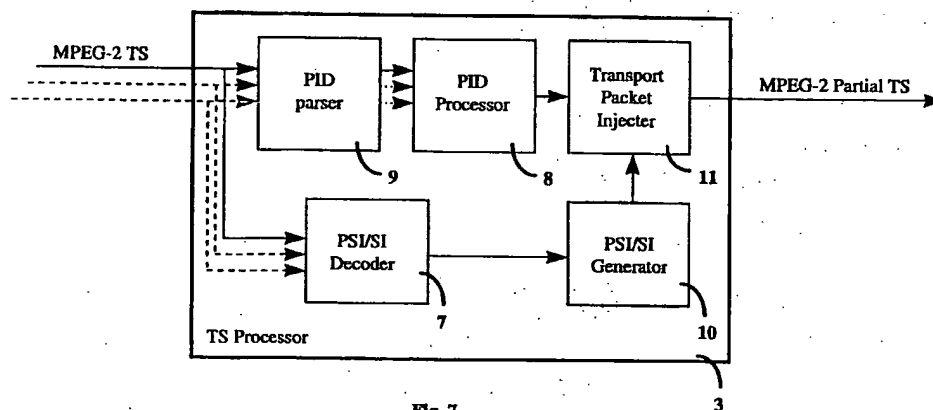 MPEG-2 TS
PID
parser
9
PID
Processor
8
Transport
Packet
Injecter
11
MPEG-2 Partial TS
PSI/SI
Decoder
7
PSI/SI
Generator
10
TS Processor
3